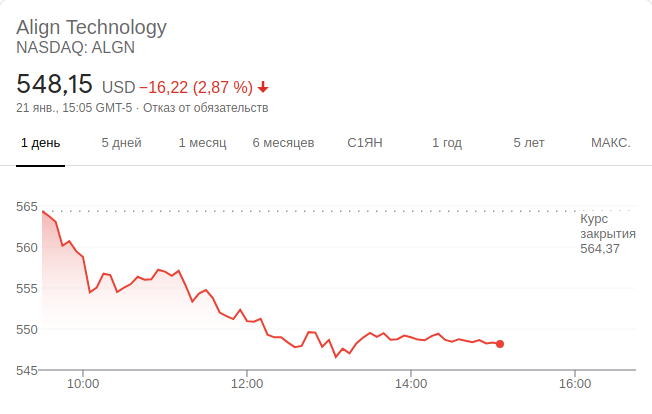 Align Technology
NASDAQ: ALGN
548,15 USD −16,22 (2,87 %)
21 янв., 15:05 GMT-5 · Отказ от обязательств
1 день 5 дней 1 месяц 6 месяцев С1ЯН 1 год 5 лет МАКС.
565
Курс
закрытия
564,37
560
555
550
545
10:00 12:00 14:00 16:00